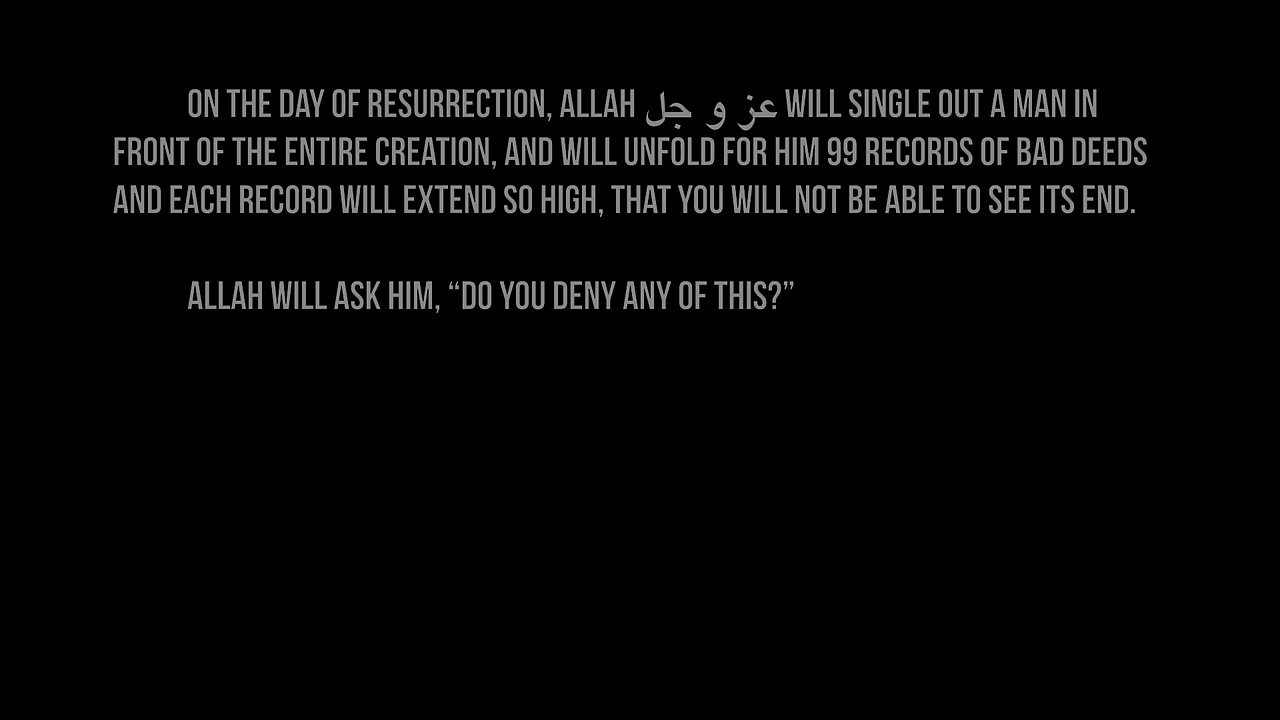 ON THE DAY OF RESURRECTION, ALLAH عز و جل WILL SINGLE OUT A MAN IN
FRONT OF THE ENTIRE CREATION, AND WILL UNFOLD FOR HIM 99 RECORDS OF BAD DEEDS
AND EACH RECORD WILL EXTEND SO HIGH, THAT YOU WILL NOT BE ABLE TO SEE ITS END.
ALLAH WILL ASK HIM, “DO YOU DENY ANY OF THIS?”